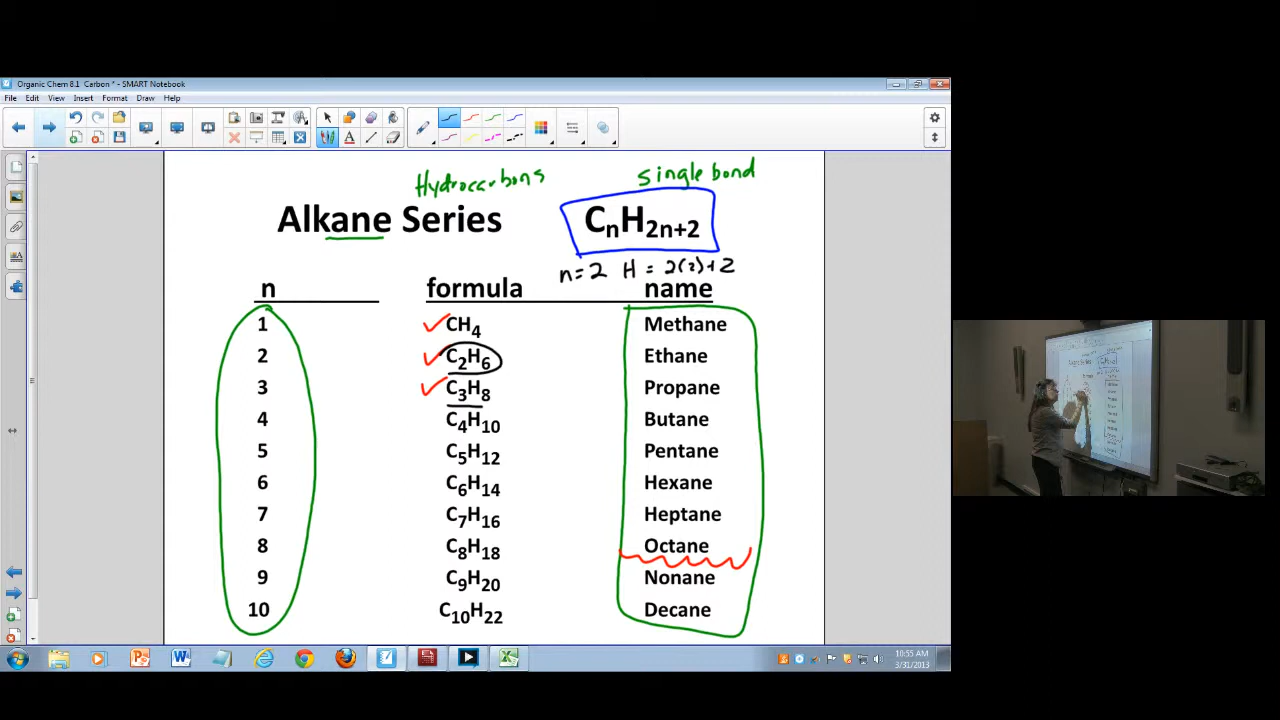 Organic Chem 8.1 Carbon * - SMART Notebook
File Edit View Insert Format Draw Help
Hydrocarbons single bond
Alkane Series CnH2n+2
n=2 H = 2(2)+2
n formula name
1 CH4 Methane
2 C2H6 Ethane
3 C3H8 Propane
4 C4H10 Butane
5 C5H12 Pentane
6 C6H14 Hexane
7 C7H16 Heptane
8 C8H18 Octane
9 C9H20 Nonane
10 C10H22 Decane
10:55 AM
3/31/2013